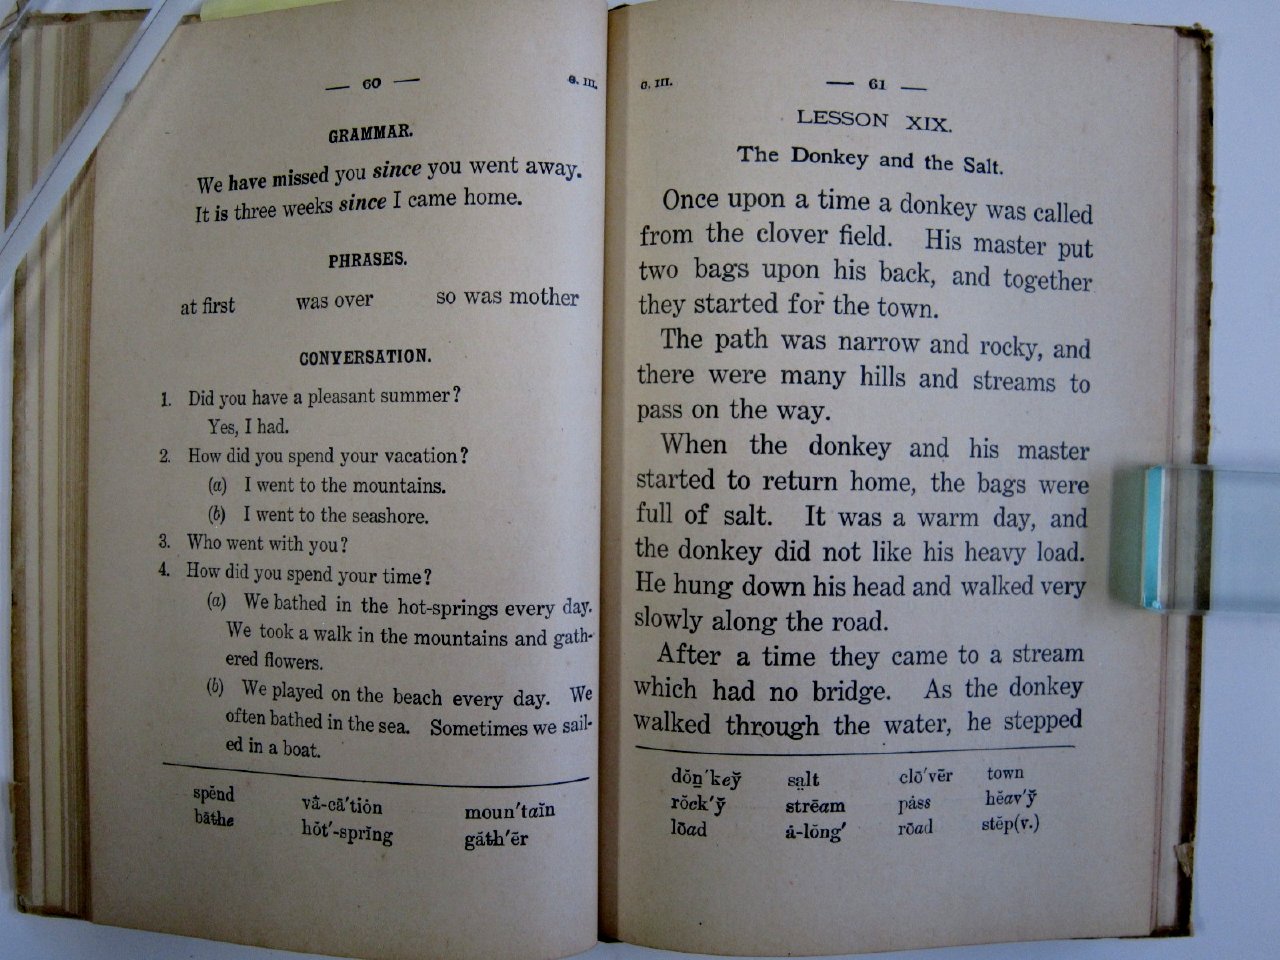 — 60 —
C. III.
GRAMMAR.
We have missed you since you went away.
It is three weeks since I came home.
PHRASES.
at first was over so was mother
CONVERSATION.
1. Did you have a pleasant summer?
Yes, I had.
2. How did you spend your vacation?
(a) I went to the mountains.
(b) I went to the seashore.
3. Who went with you?
4. How did you spend your time?
(a) We bathed in the hot-springs every day.
We took a walk in the mountains and gath-
ered flowers.
(b) We played on the beach every day. We
often bathed in the sea. Sometimes we sail-
ed in a boat.
spĕnd vȧ-cā′tiȯn moun′taĭn
bāthe hŏt′-sprĭng găth′ẽr
C. III.
— 61 —
LESSON XIX.
The Donkey and the Salt.
Once upon a time a donkey was called
from the clover field. His master put
two bags upon his back, and together
they started for the town.
The path was narrow and rocky, and
there were many hills and streams to
pass on the way.
When the donkey and his master
started to return home, the bags were
full of salt. It was a warm day, and
the donkey did not like his heavy load.
He hung down his head and walked very
slowly along the road.
After a time they came to a stream
which had no bridge. As the donkey
walked through the water, he stepped
dŏṉ′key̆ sa̤lt clō′vẽr town
rŏck′y̆ strēam pȧss hĕav′y̆
lōad ȧ-lŏng′ rōad stĕp(v.)